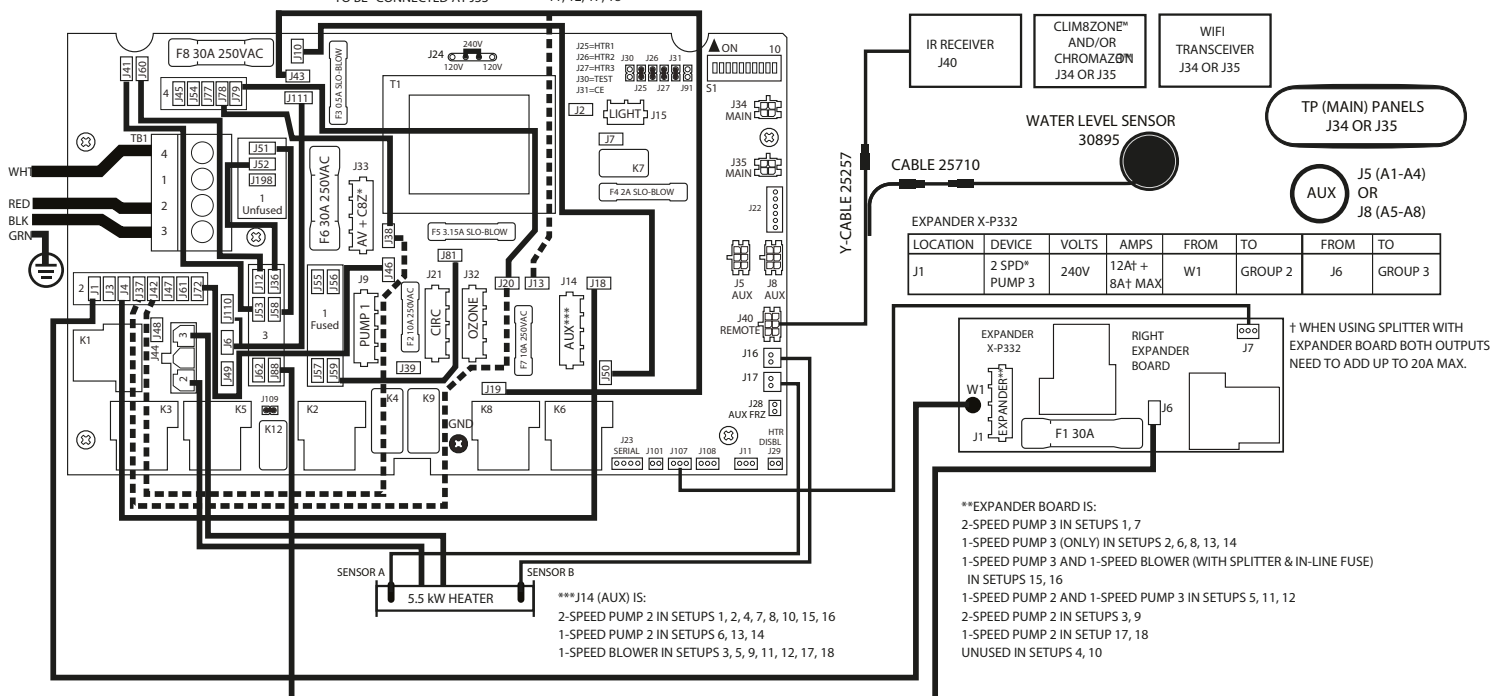 TO BE CONNECTED AT J35
F8 30A 250VAC
J10
J41
J60
J43
4
J45
J54
J77
J78
J79
J111
F3 0.5A SLO-BLOW
240V
J24
120V
120V
T1
J25=HTR1
J26=HTR2
J27=HTR3
J30=TEST
J31=CE
J30
J26
J31
J25
J27
J91
ON
10
S1
J2
LIGHT
J15
J7
K7
F4 2A SLO-BLOW
J34
MAIN
J35
MAIN
J22
J5
AUX
J8
AUX
J40
REMOTE
J16
J17
J28
AUX FRZ
HTR
DISBL
J29
TB1
4
1
2
3
WHT
RED
BLK
GRN
J51
J52
J198
1
Unfused
F6 30A 250VAC
J33
AV + C8Z*
J38
F5 3.15A SLO-BLOW
J81
J46
2
J1
J3
J4
J37
J42
J47
J61
J72
J110
J12
J36
J53
J58
3
J55
J56
1
Fused
J57
J59
J9
PUMP 1
F2 10A 250VAC
J21
CIRC
J32
OZONE
J20
J13
F7 10A 250VAC
J14
AUX***
J18
J50
K1
J48
J44
3
2
J6
J49
J62
J88
J39
J19
J109
K3
K5
K12
K2
K4
K9
GND
K8
K6
J23
SERIAL
J101
J107
J108
J11
SENSOR A
SENSOR B
5.5 kW HEATER
IR RECEIVER
J40
CLIM8ZONE™
AND/OR
J34 OR J35
WIFI
TRANSCEIVER
J34 OR J35
TP (MAIN) PANELS
J34 OR J35
WATER LEVEL SENSOR
30895
CABLE 25710
Y-CABLE 25257
AUX
J5 (A1-A4)
OR
J8 (A5-A8)
EXPANDER X-P332
LOCATION DEVICE VOLTS AMPS FROM TO FROM TO
J1 2 SPD* PUMP 3 240V 12A† + 8A† MAX W1 GROUP 2 J6 GROUP 3
EXPANDER
X-P332
RIGHT
EXPANDER
BOARD
J7
W1
EXPANDER**
J1
J6
F1 30A
† WHEN USING SPLITTER WITH
EXPANDER BOARD BOTH OUTPUTS
NEED TO ADD UP TO 20A MAX.
***J14 (AUX) IS:
2-SPEED PUMP 2 IN SETUPS 1, 2, 4, 7, 8, 10, 15, 16
1-SPEED PUMP 2 IN SETUPS 6, 13, 14
1-SPEED BLOWER IN SETUPS 3, 5, 9, 11, 12, 17, 18
**EXPANDER BOARD IS:
2-SPEED PUMP 3 IN SETUPS 1, 7
1-SPEED PUMP 3 (ONLY) IN SETUPS 2, 6, 8, 13, 14
1-SPEED PUMP 3 AND 1-SPEED BLOWER (WITH SPLITTER & IN-LINE FUSE)
IN SETUPS 15, 16
1-SPEED PUMP 2 AND 1-SPEED PUMP 3 IN SETUPS 5, 11, 12
2-SPEED PUMP 2 IN SETUPS 3, 9
1-SPEED PUMP 2 IN SETUP 17, 18
UNUSED IN SETUPS 4, 10